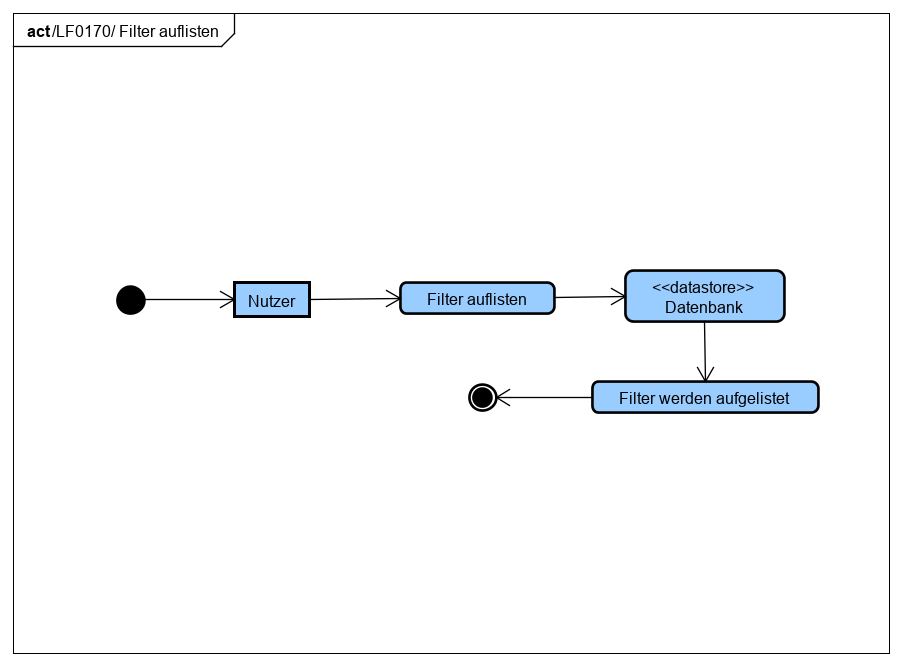 act/LF0170/ Filter auflisten
Nutzer
Filter auflisten
<<datastore>>
Datenbank
Filter werden aufgelistet